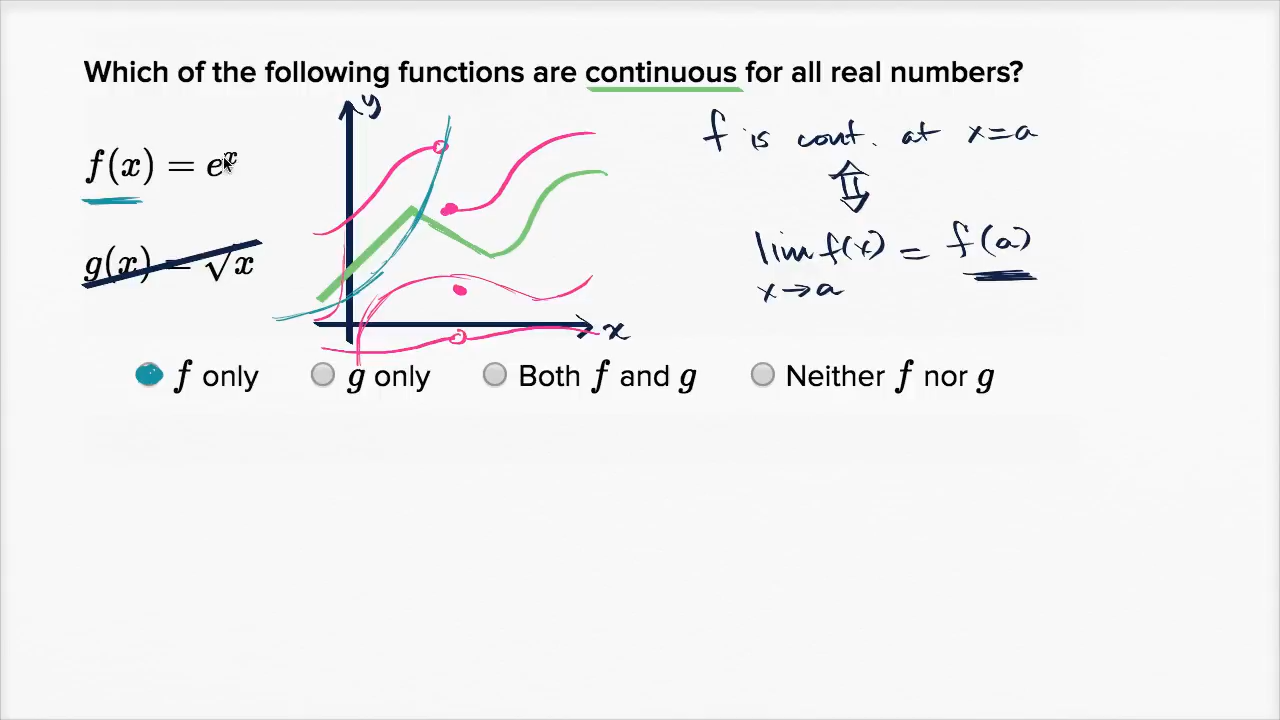 Which of the following functions are continuous for all real numbers?
y
f is cont. at x=a
f(x) = eˣ
g(x) = √x
lim f(x) = f(a)
x→a
x
f only g only Both f and g Neither f nor g